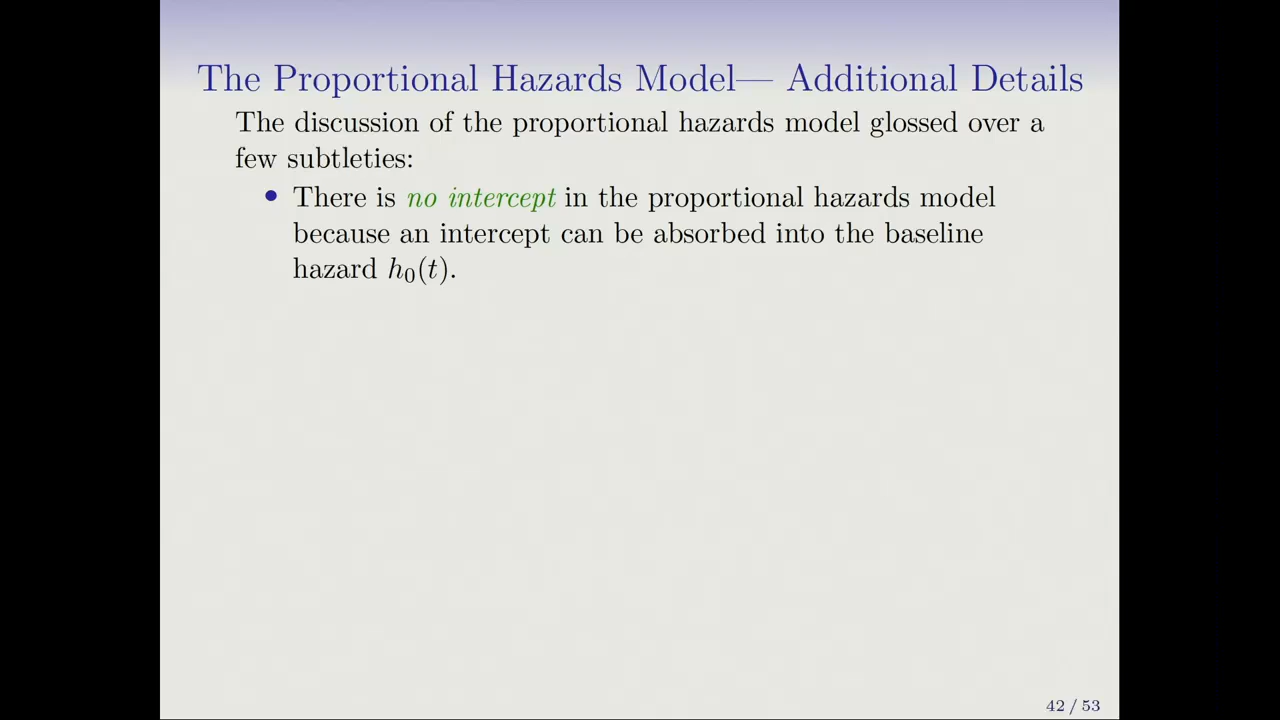 The Proportional Hazards Model— Additional Details
The discussion of the proportional hazards model glossed over a
few subtleties:
• There is no intercept in the proportional hazards model
because an intercept can be absorbed into the baseline
hazard h₀(t).
42 / 53